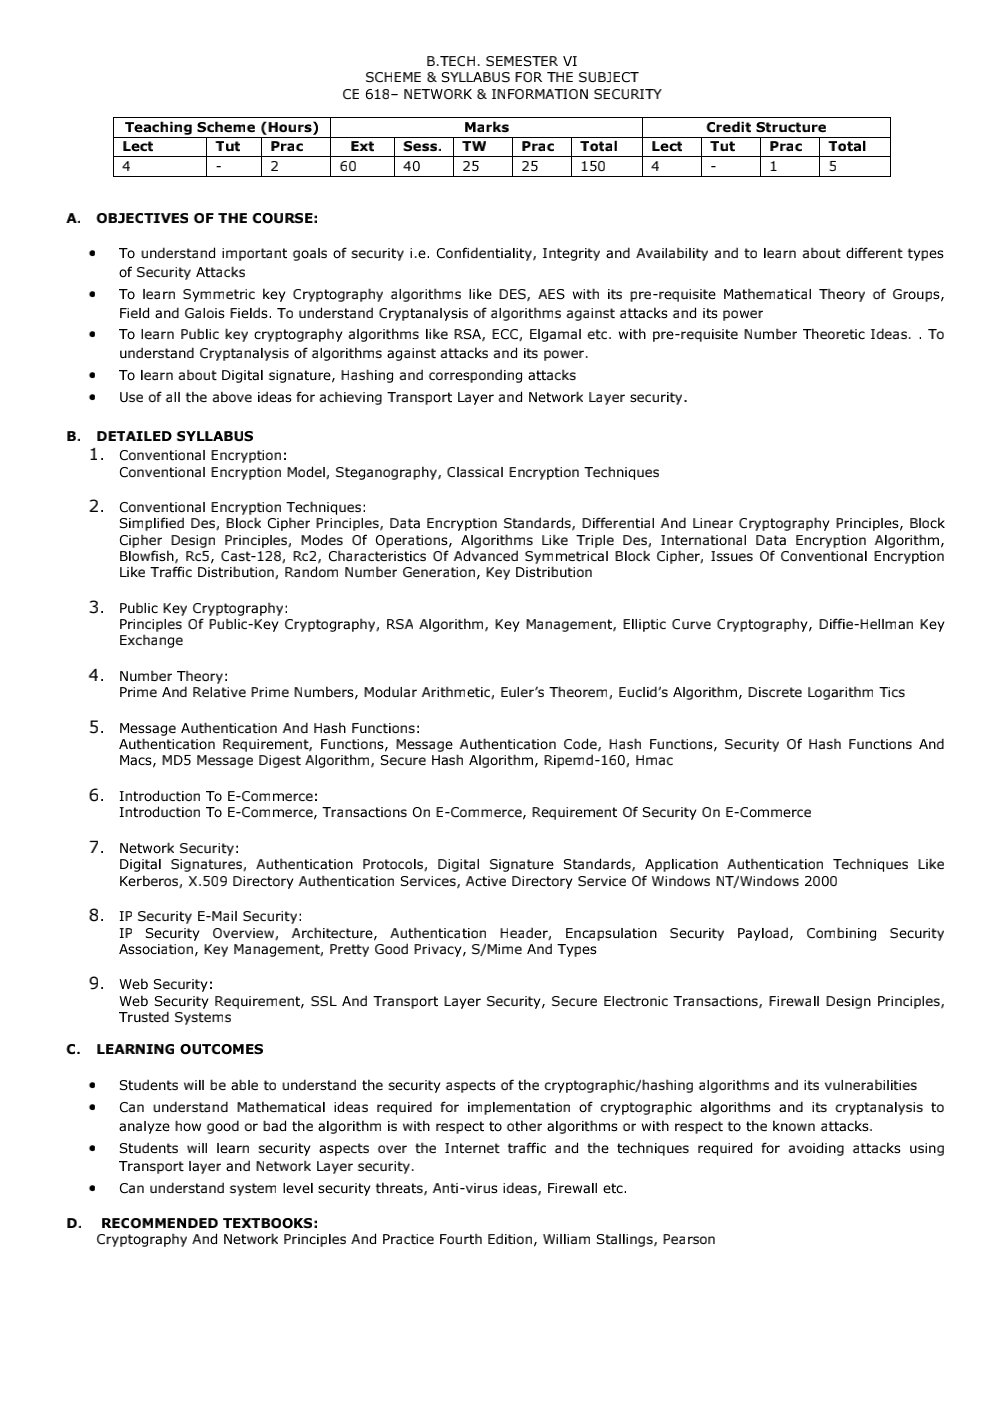 B.TECH. SEMESTER VI
SCHEME & SYLLABUS FOR THE SUBJECT
CE 618– NETWORK & INFORMATION SECURITY
Teaching Scheme (Hours) Marks Credit Structure
Lect Tut Prac Ext Sess. TW Prac Total Lect Tut Prac Total
4 - 2 60 40 25 25 150 4 - 1 5
A. OBJECTIVES OF THE COURSE:
• To understand important goals of security i.e. Confidentiality, Integrity and Availability and to learn about different types
of Security Attacks
• To learn Symmetric key Cryptography algorithms like DES, AES with its pre-requisite Mathematical Theory of Groups,
Field and Galois Fields. To understand Cryptanalysis of algorithms against attacks and its power
• To learn Public key cryptography algorithms like RSA, ECC, Elgamal etc. with pre-requisite Number Theoretic Ideas. . To
understand Cryptanalysis of algorithms against attacks and its power.
• To learn about Digital signature, Hashing and corresponding attacks
• Use of all the above ideas for achieving Transport Layer and Network Layer security.
B. DETAILED SYLLABUS
1. Conventional Encryption:
Conventional Encryption Model, Steganography, Classical Encryption Techniques
2. Conventional Encryption Techniques:
Simplified Des, Block Cipher Principles, Data Encryption Standards, Differential And Linear Cryptography Principles, Block
Cipher Design Principles, Modes Of Operations, Algorithms Like Triple Des, International Data Encryption Algorithm,
Blowfish, Rc5, Cast-128, Rc2, Characteristics Of Advanced Symmetrical Block Cipher, Issues Of Conventional Encryption
Like Traffic Distribution, Random Number Generation, Key Distribution
3. Public Key Cryptography:
Principles Of Public-Key Cryptography, RSA Algorithm, Key Management, Elliptic Curve Cryptography, Diffie-Hellman Key
Exchange
4. Number Theory:
Prime And Relative Prime Numbers, Modular Arithmetic, Euler’s Theorem, Euclid’s Algorithm, Discrete Logarithm Tics
5. Message Authentication And Hash Functions:
Authentication Requirement, Functions, Message Authentication Code, Hash Functions, Security Of Hash Functions And
Macs, MD5 Message Digest Algorithm, Secure Hash Algorithm, Ripemd-160, Hmac
6. Introduction To E-Commerce:
Introduction To E-Commerce, Transactions On E-Commerce, Requirement Of Security On E-Commerce
7. Network Security:
Digital Signatures, Authentication Protocols, Digital Signature Standards, Application Authentication Techniques Like
Kerberos, X.509 Directory Authentication Services, Active Directory Service Of Windows NT/Windows 2000
8. IP Security E-Mail Security:
IP Security Overview, Architecture, Authentication Header, Encapsulation Security Payload, Combining Security
Association, Key Management, Pretty Good Privacy, S/Mime And Types
9. Web Security:
Web Security Requirement, SSL And Transport Layer Security, Secure Electronic Transactions, Firewall Design Principles,
Trusted Systems
C. LEARNING OUTCOMES
• Students will be able to understand the security aspects of the cryptographic/hashing algorithms and its vulnerabilities
• Can understand Mathematical ideas required for implementation of cryptographic algorithms and its cryptanalysis to
analyze how good or bad the algorithm is with respect to other algorithms or with respect to the known attacks.
• Students will learn security aspects over the Internet traffic and the techniques required for avoiding attacks using
Transport layer and Network Layer security.
• Can understand system level security threats, Anti-virus ideas, Firewall etc.
D. RECOMMENDED TEXTBOOKS:
Cryptography And Network Principles And Practice Fourth Edition, William Stallings, Pearson